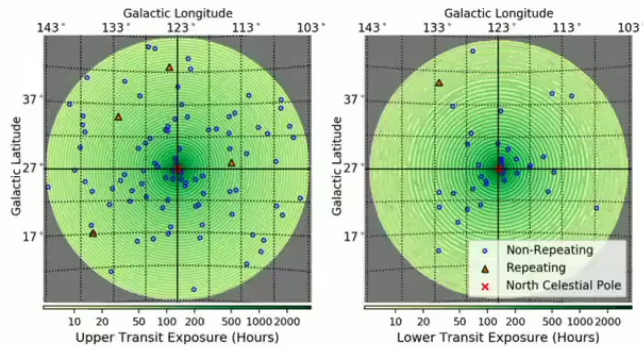 Galactic Longitude
143° 133° 123° 113° 103°
Galactic Latitude
37°
27°
17°
10 20 50 100 200 500 1000 2000
Upper Transit Exposure (Hours)
Galactic Longitude
143° 133° 123° 113° 103°
Galactic Latitude
37°
27°
17°
Non-Repeating
Repeating
North Celestial Pole
10 20 50 100 200 500 1000 2000
Lower Transit Exposure (Hours)